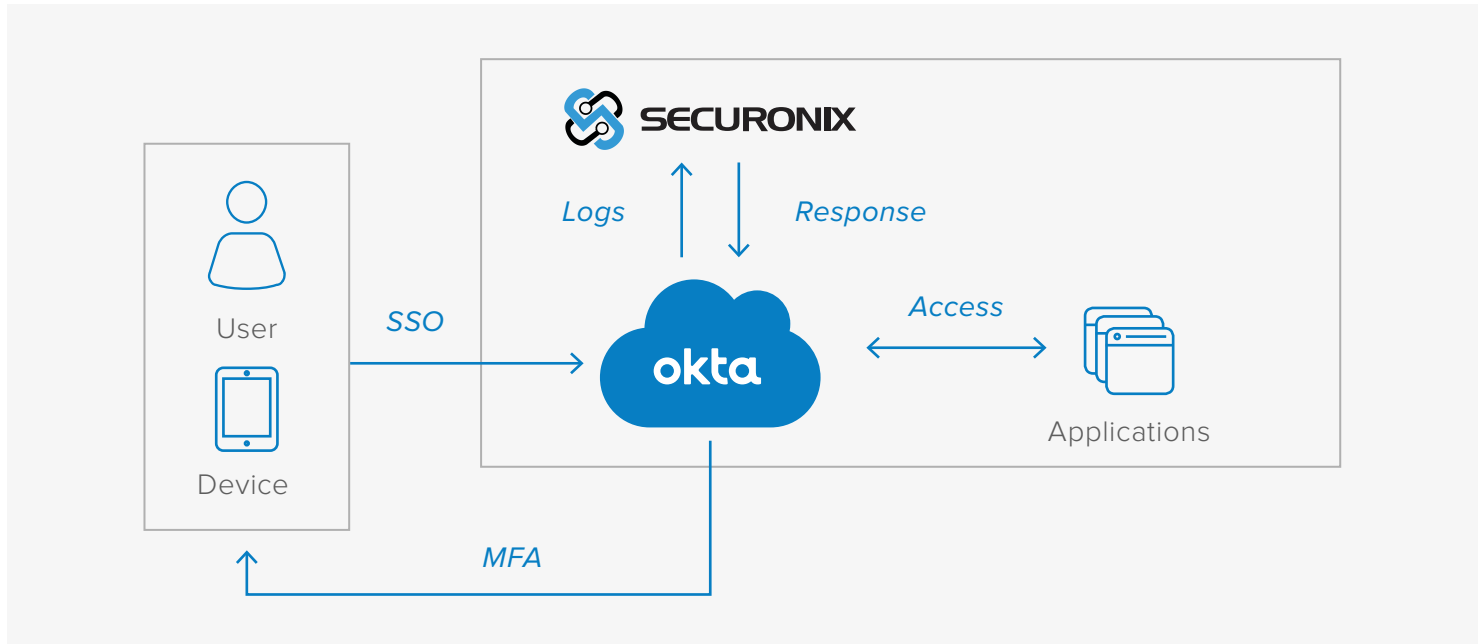 SECURONIX
Logs
Response
User
SSO
okta
Access
Applications
Device
MFA